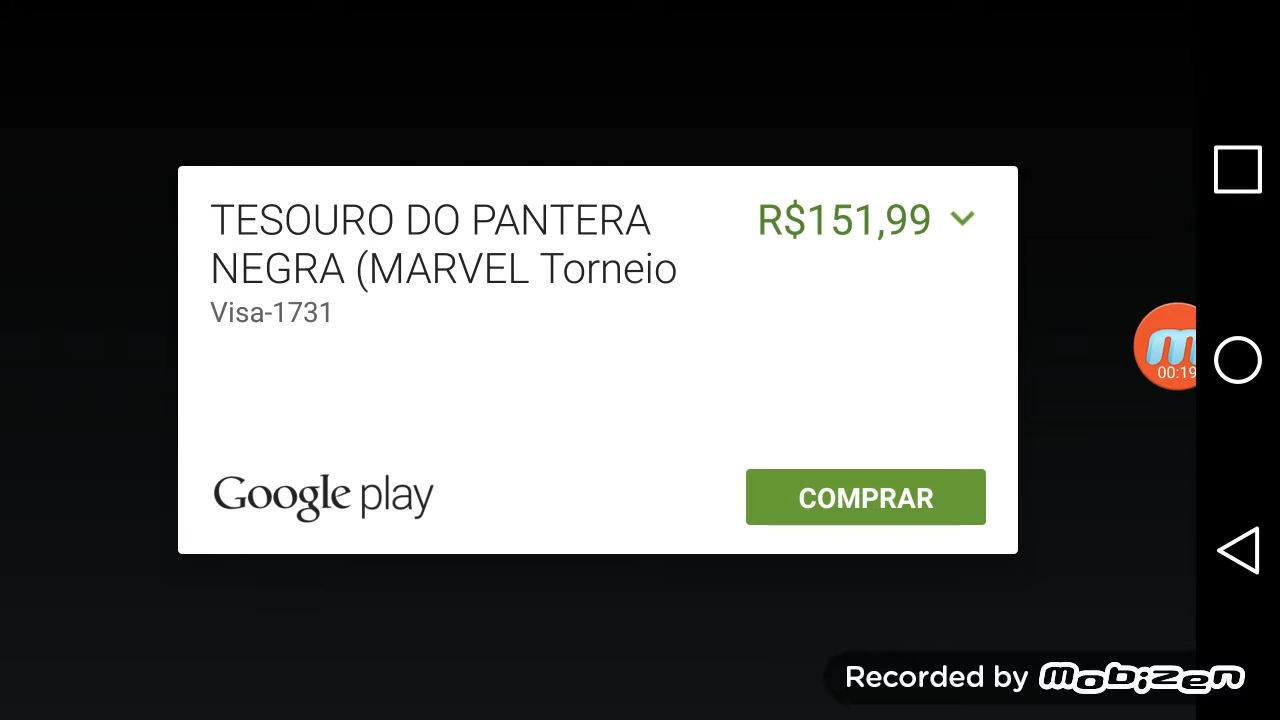 TESOURO DO PANTERA
NEGRA (MARVEL Torneio
R$151,99
Visa-1731
Google play
COMPRAR
m
00:19
Recorded by mobizen